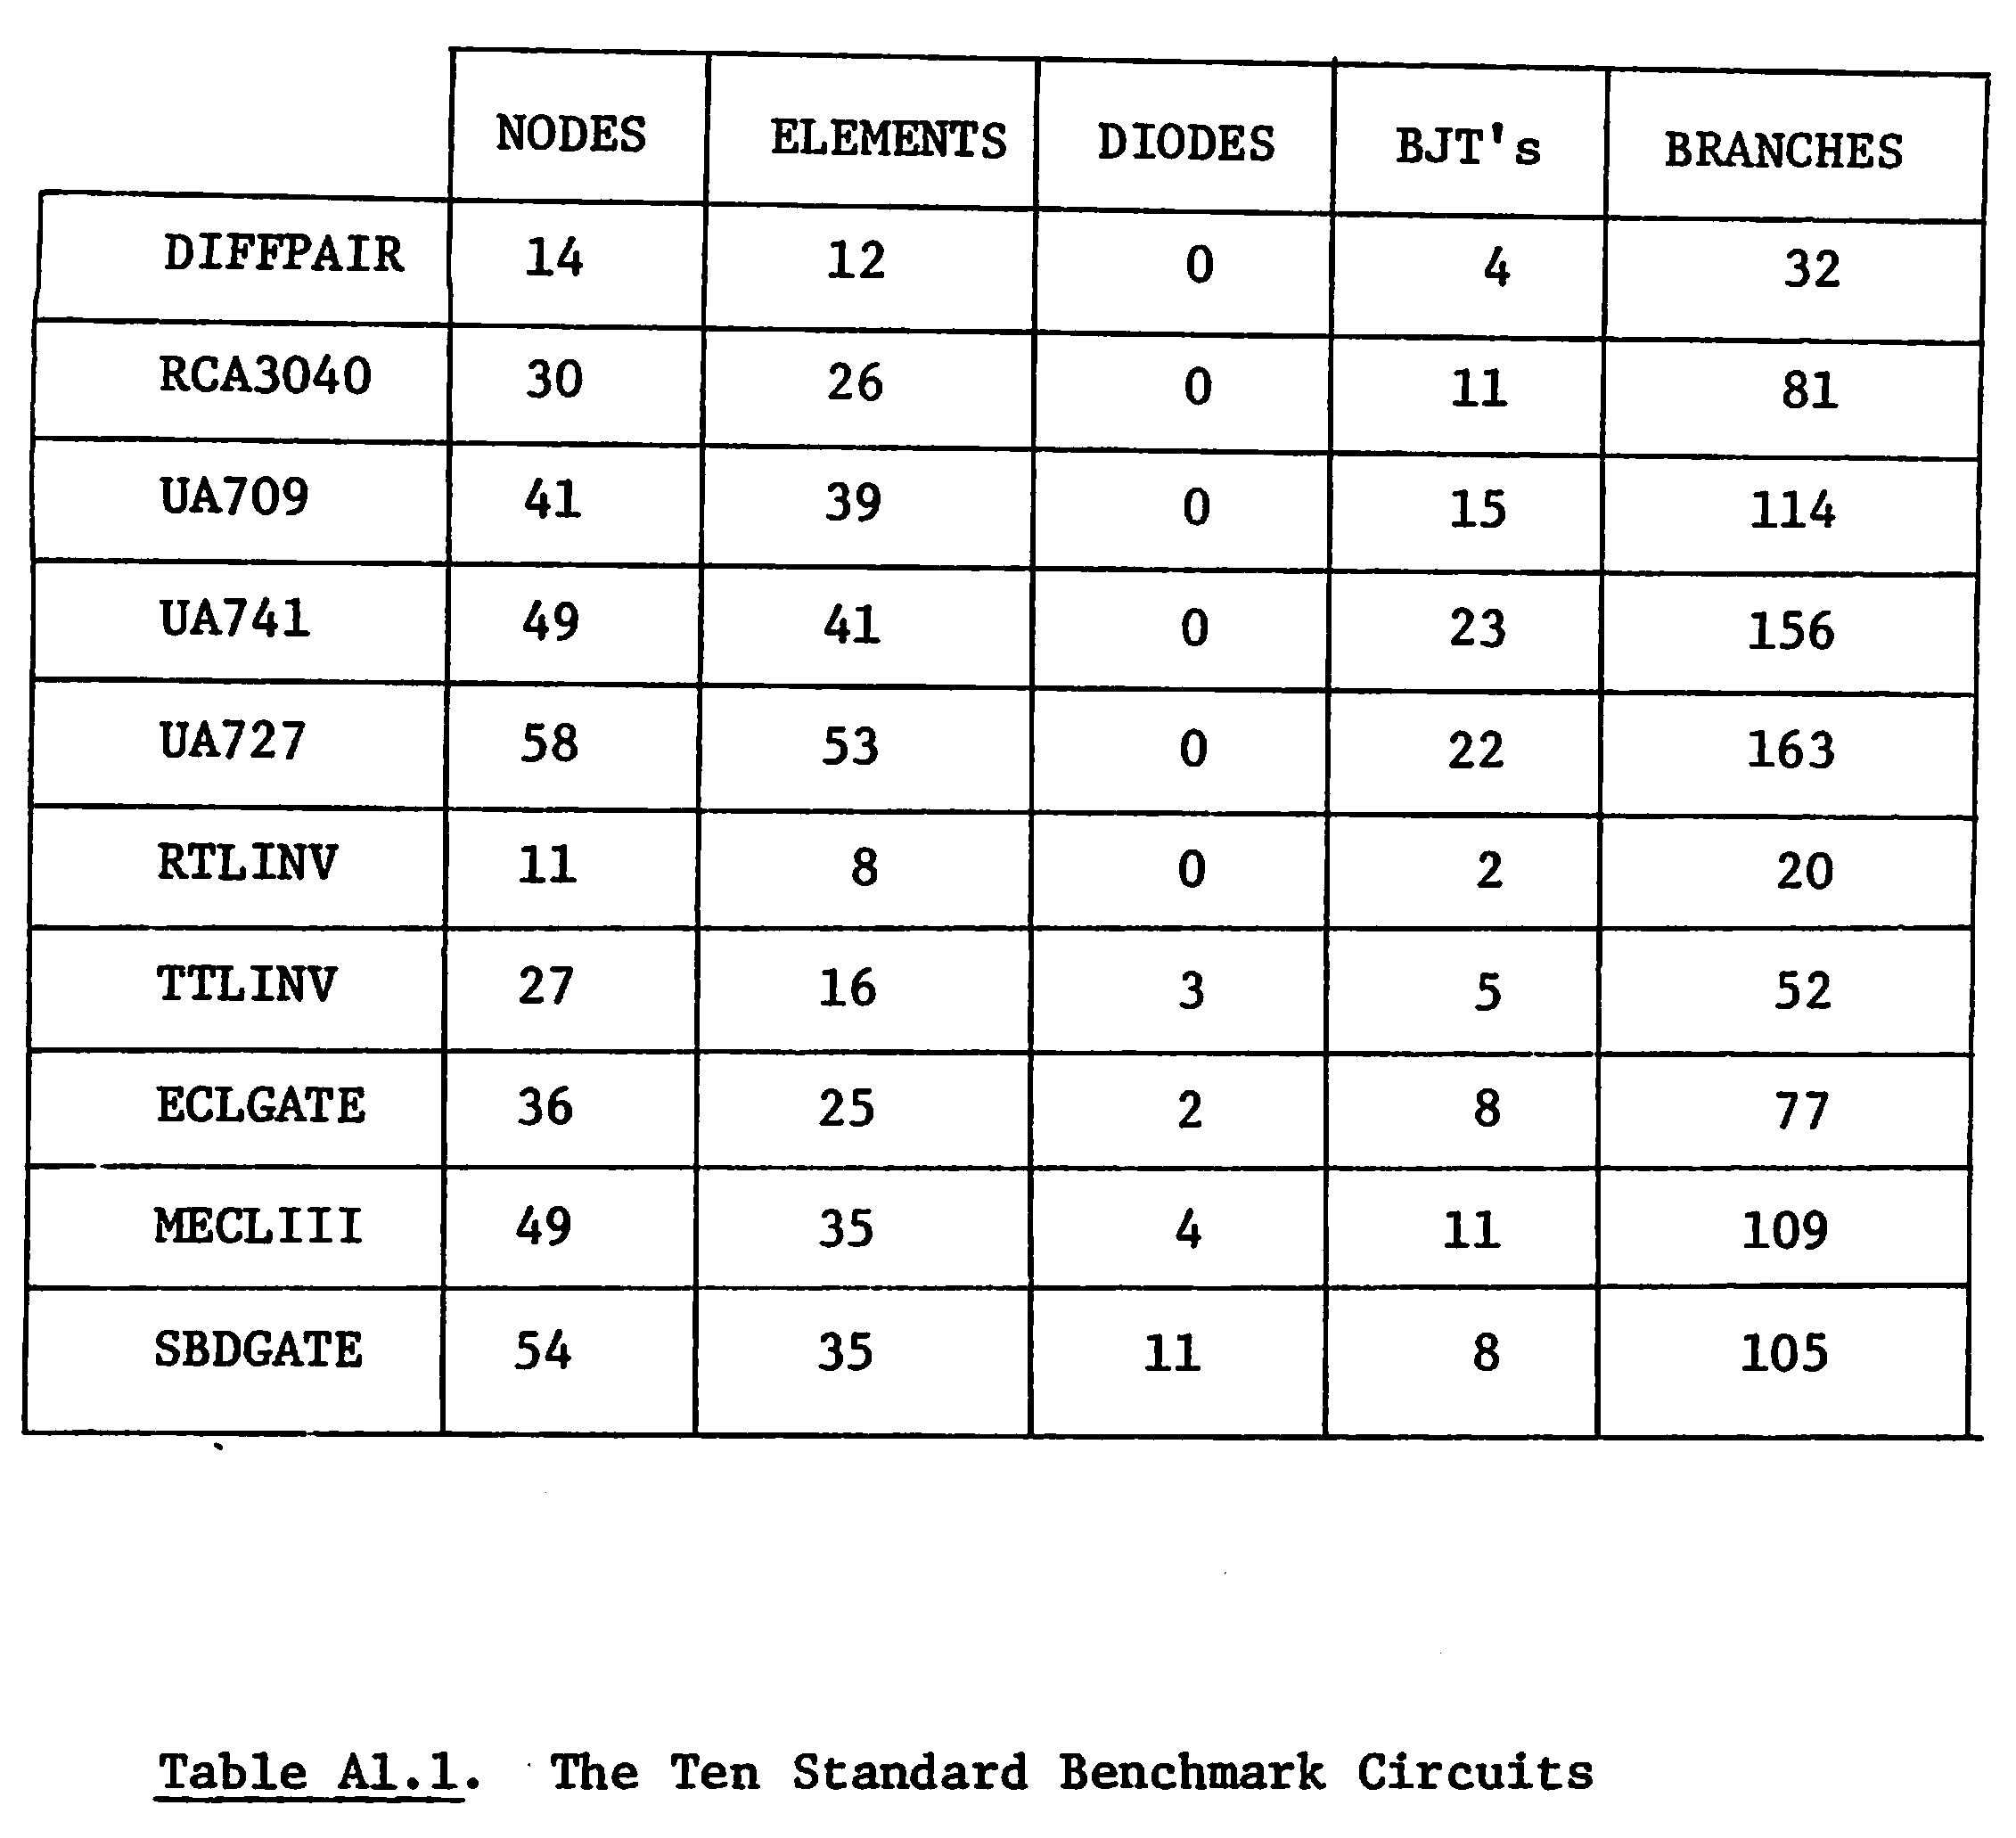 NODES ELEMENTS DIODES BJT's BRANCHES
DIFFPAIR 14 12 0 4 32
RCA3040 30 26 0 11 81
UA709 41 39 0 15 114
UA741 49 41 0 23 156
UA727 58 53 0 22 163
RTLINV 11 8 0 2 20
TTLINV 27 16 3 5 52
ECLGATE 36 25 2 8 77
MECLIII 49 35 4 11 109
SBDGATE 54 35 11 8 105
Table A1.1. The Ten Standard Benchmark Circuits